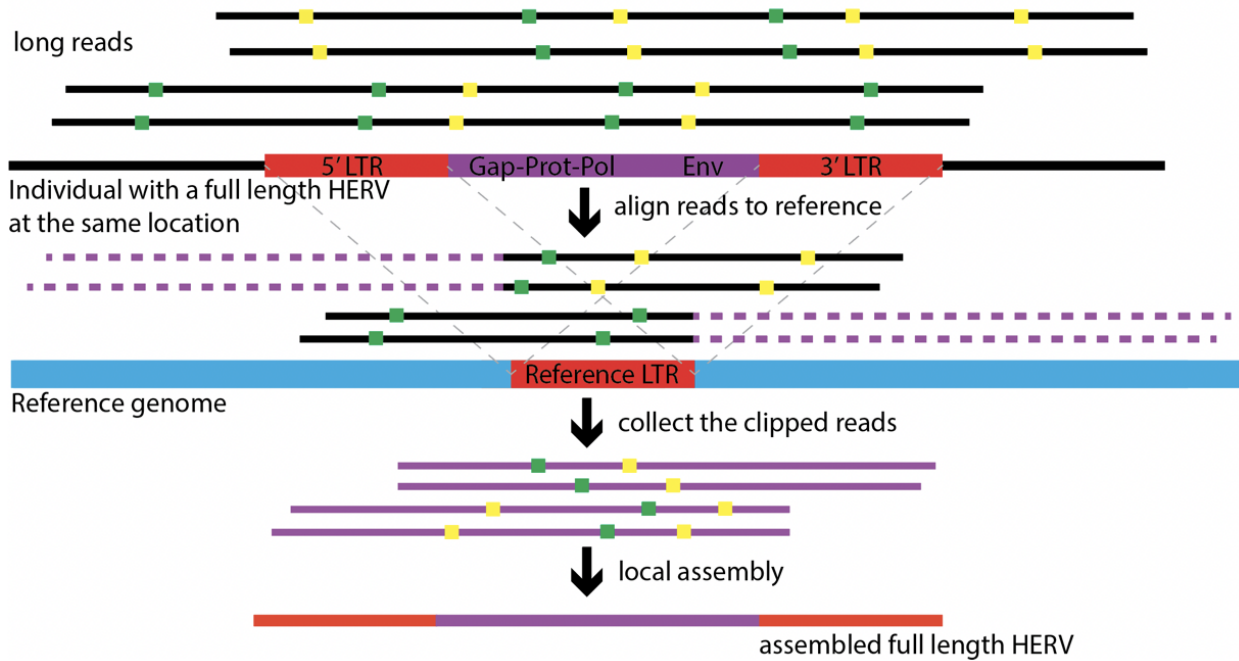 long reads
5' LTR Gap-Prot-Pol Env 3' LTR
Individual with a full length HERV
at the same location
align reads to reference
Reference LTR
Reference genome
collect the clipped reads
local assembly
assembled full length HERV